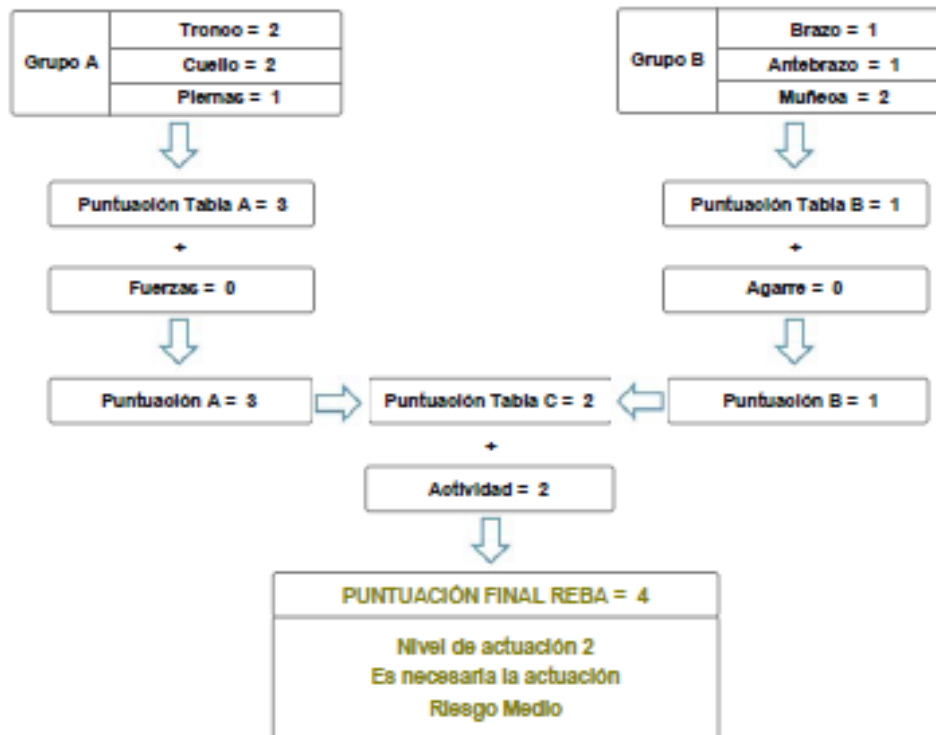 Grupo A
Tronco = 2
Cuello = 2
Piernas = 1
Grupo B
Brazo = 1
Antebrazo = 1
Muñeca = 2
Puntuación Tabla A = 3
Puntuación Tabla B = 1
+
+
Fuerzas = 0
Agarre = 0
Puntuación A = 3
Puntuación Tabla C = 2
Puntuación B = 1
+
Actividad = 2
PUNTUACIÓN FINAL REBA = 4
Nivel de actuación 2
Es necesaria la actuación
Riesgo Medio